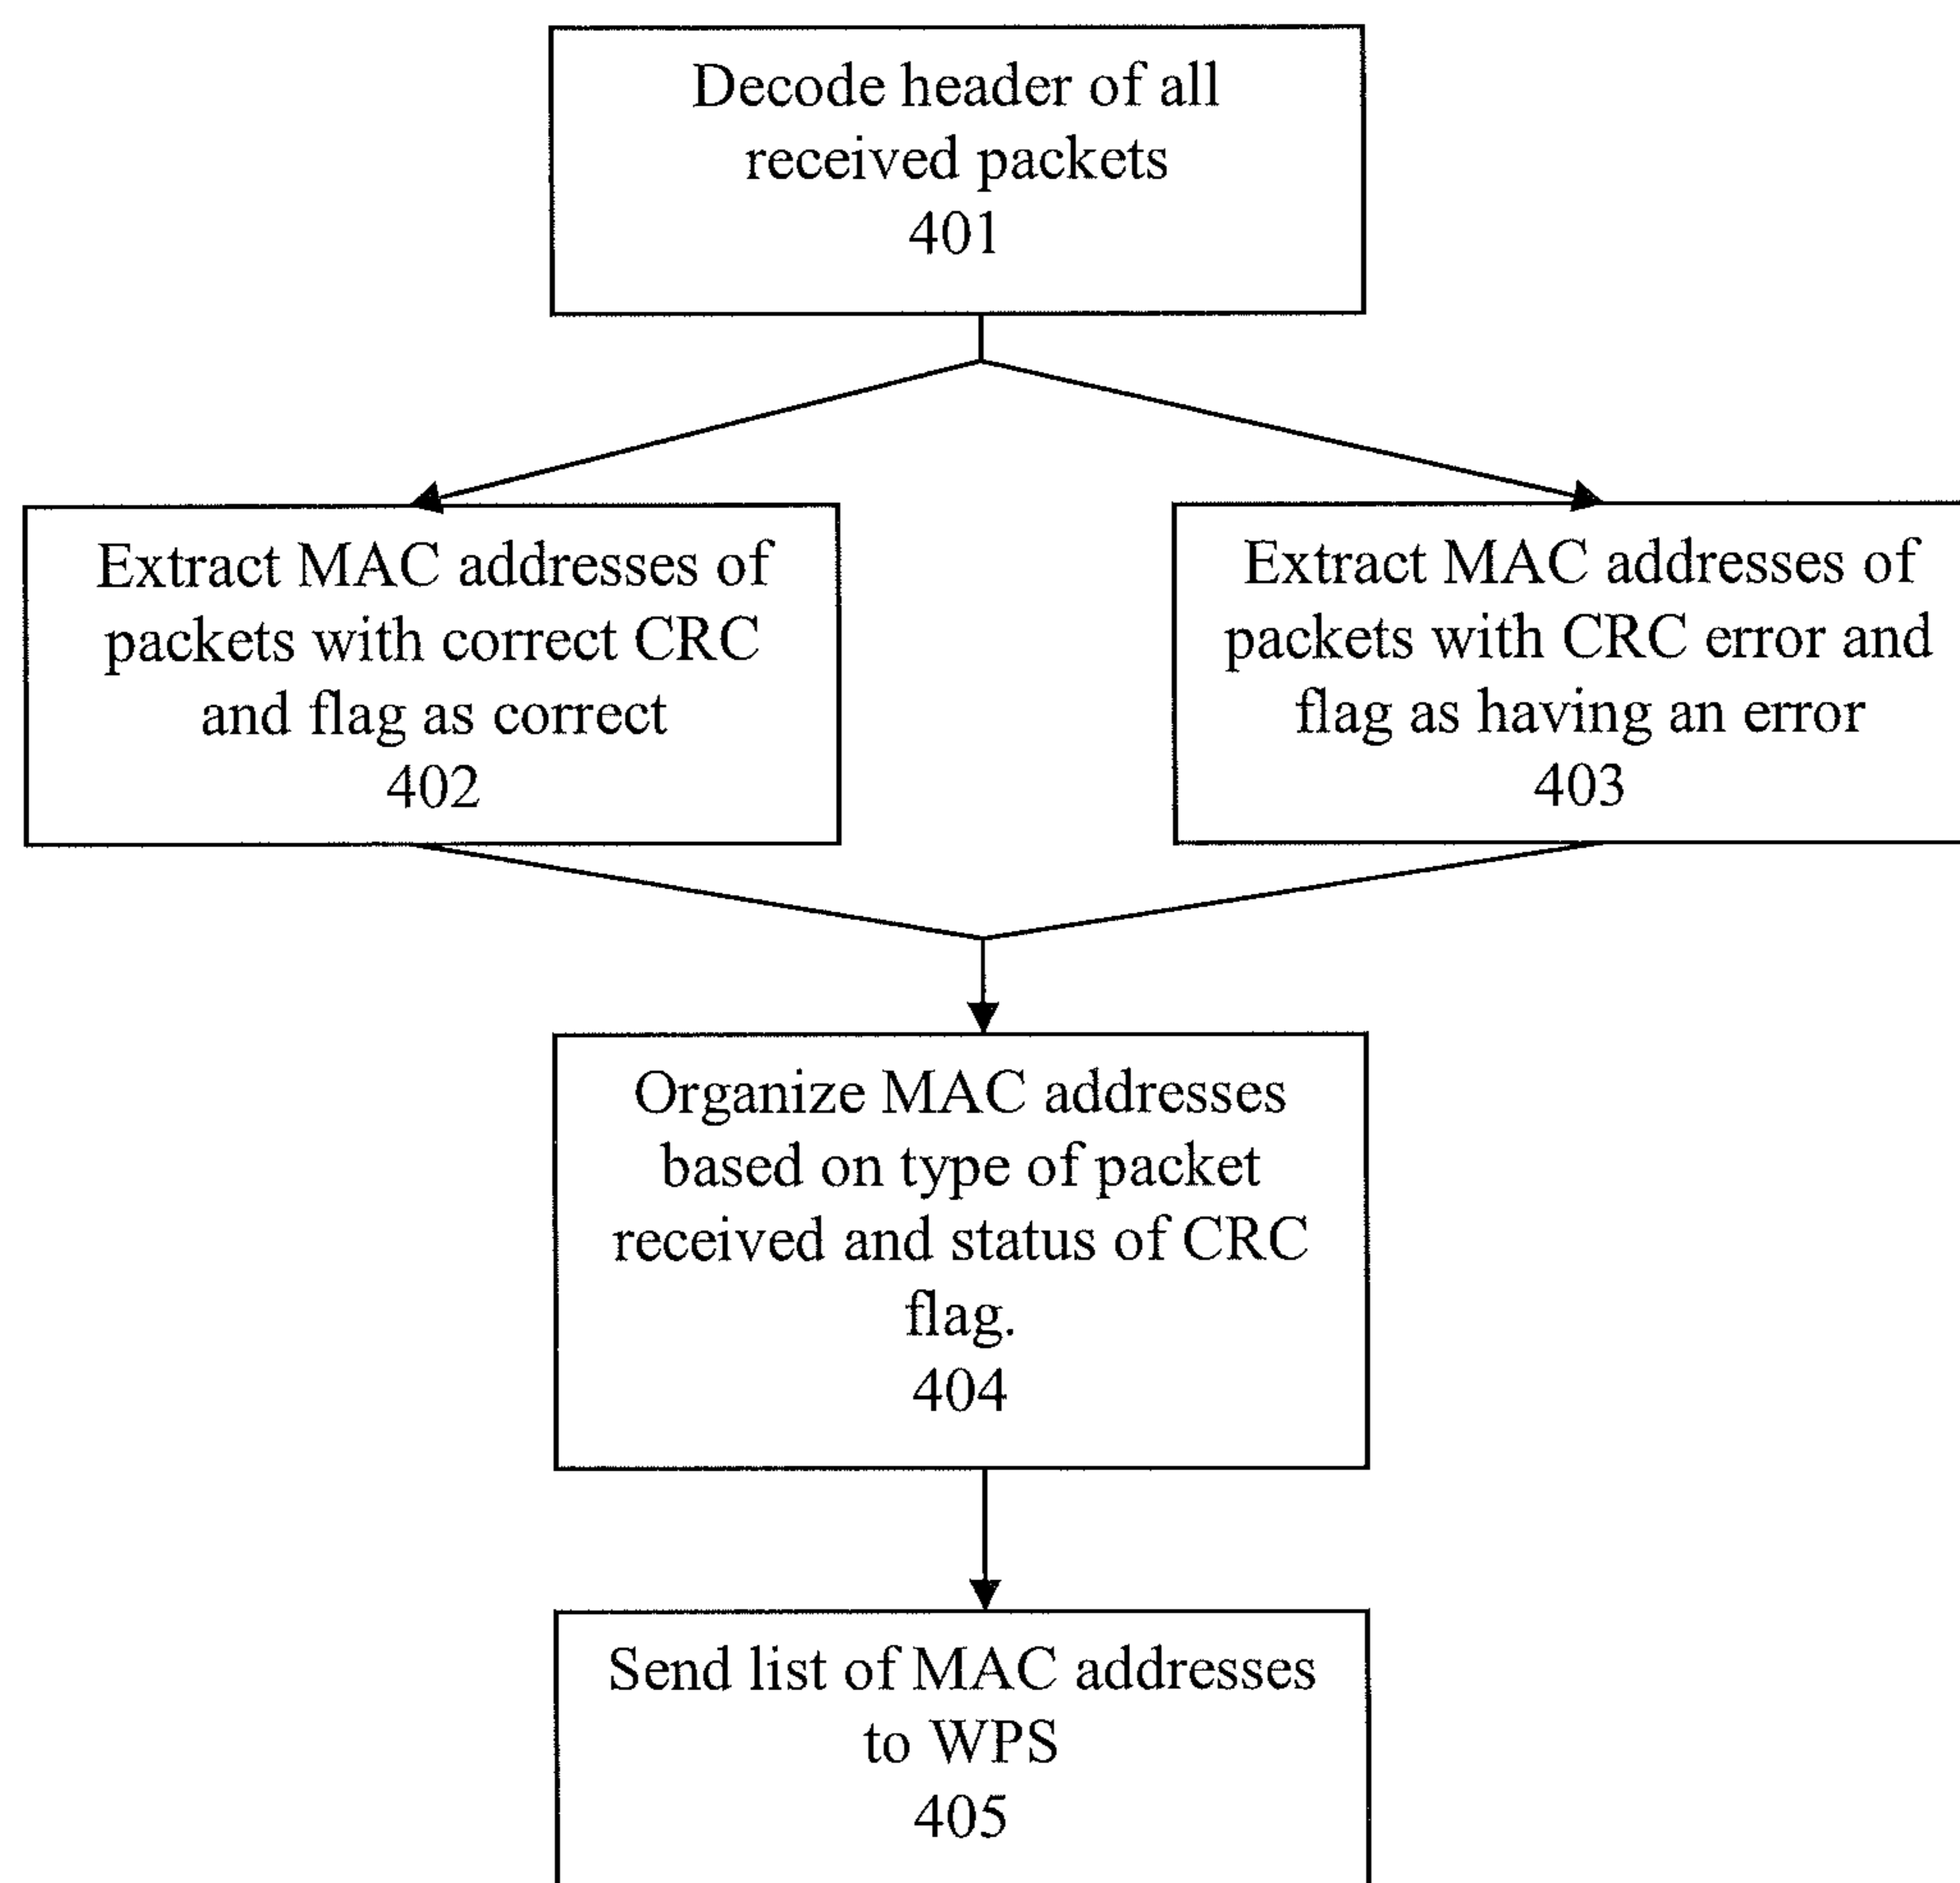 Decode header of all
received packets
401
Extract MAC addresses of
packets with correct CRC
and flag as correct
402
Extract MAC addresses of
packets with CRC error and
flag as having an error
403
Organize MAC addresses
based on type of packet
received and status of CRC
flag.
404
Send list of MAC addresses
to WPS
405